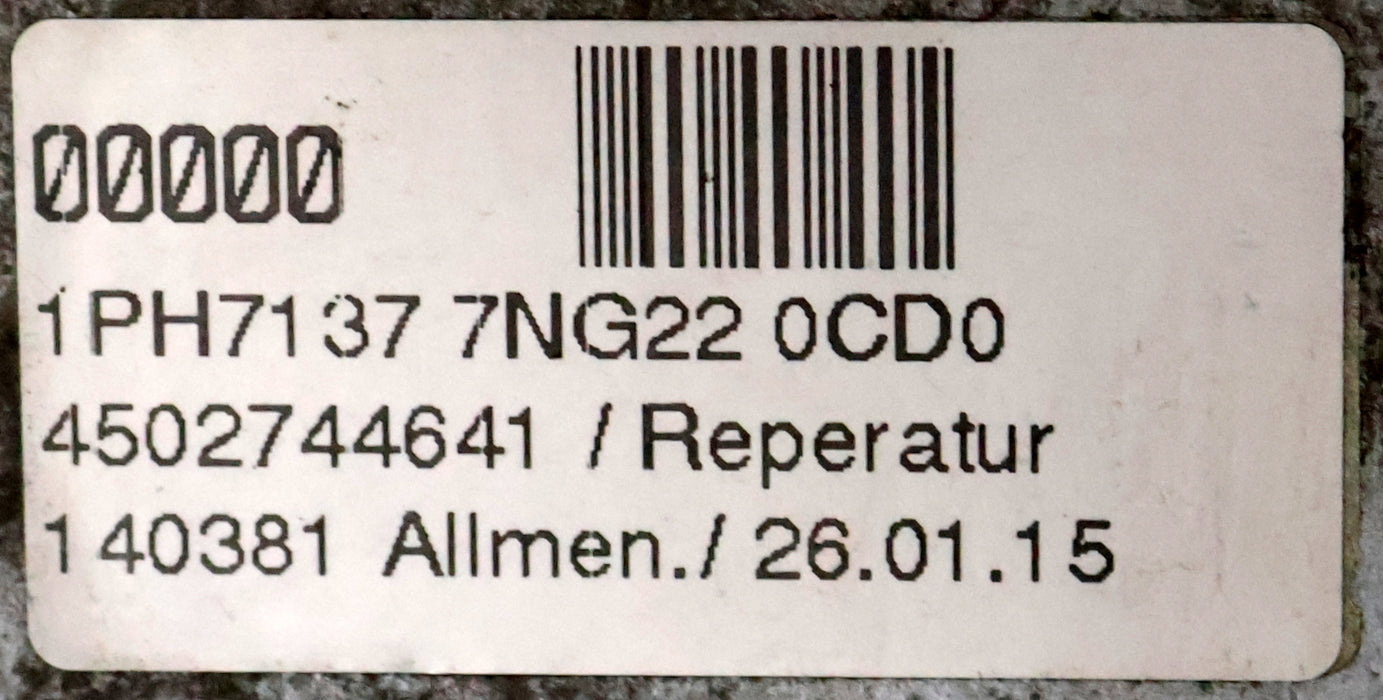 00000
1PH7137 7NG22 0CD0
4502744641 / Reperatur
140381 Allmen./ 26.01.15